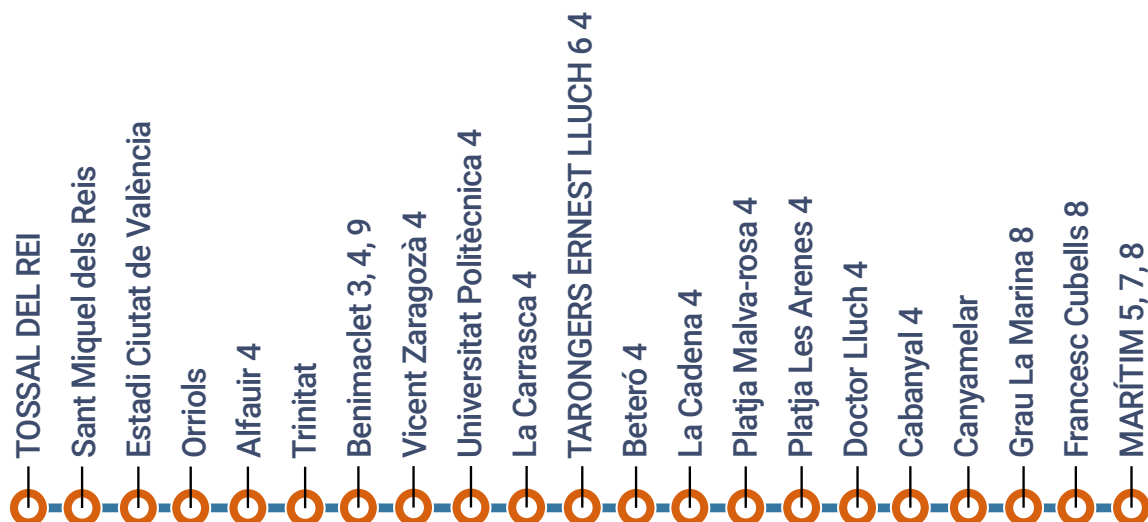 TOSSAL DEL REI
Sant Miquel dels Reis
Estadi Ciutat de València
Orriols
Alfauir 4
Trinitat
Benimaclet 3, 4, 9
Vicent Zaragozà 4
Universitat Politècnica 4
La Carrasca 4
TARONGERS ERNEST LLUCH 6 4
Beteró 4
La Cadena 4
Platja Malva-rosa 4
Platja Les Arenes 4
Doctor Lluch 4
Cabanyal 4
Canyamelar
Grau La Marina 8
Francesc Cubells 8
MARÍTIM 5, 7, 8